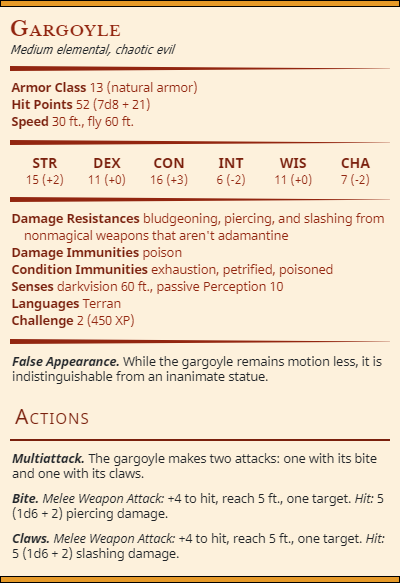 GARGOYLE
Medium elemental, chaotic evil
Armor Class 13 (natural armor)
Hit Points 52 (7d8 + 21)
Speed 30 ft., fly 60 ft.
STR DEX CON INT WIS CHA
15 (+2) 11 (+0) 16 (+3) 6 (-2) 11 (+0) 7 (-2)
Damage Resistances bludgeoning, piercing, and slashing from
nonmagical weapons that aren't adamantine
Damage Immunities poison
Condition Immunities exhaustion, petrified, poisoned
Senses darkvision 60 ft., passive Perception 10
Languages Terran
Challenge 2 (450 XP)
False Appearance. While the gargoyle remains motion less, it is
indistinguishable from an inanimate statue.
ACTIONS
Multiattack. The gargoyle makes two attacks: one with its bite
and one with its claws.
Bite. Melee Weapon Attack: +4 to hit, reach 5 ft., one target. Hit: 5
(1d6 + 2) piercing damage.
Claws. Melee Weapon Attack: +4 to hit, reach 5 ft., one target. Hit:
5 (1d6 + 2) slashing damage.